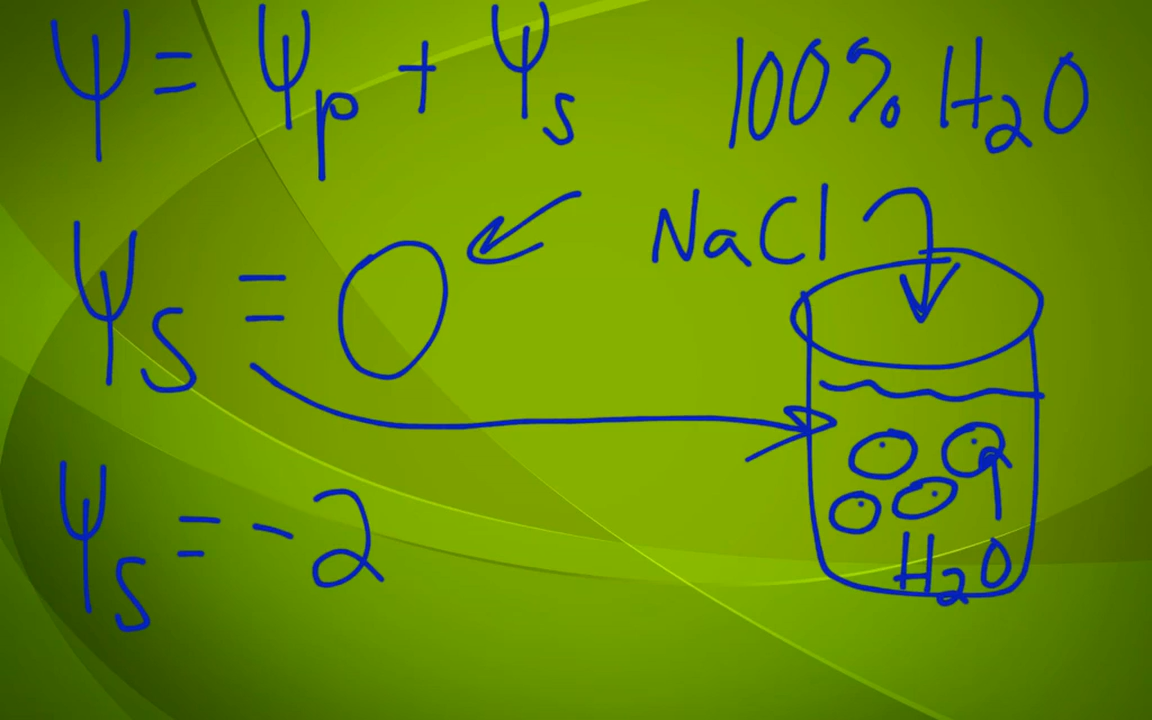 Ψ = Ψp + Ψs
100% H2O
Ψs = 0
NaCl
Ψs = -2
H2O